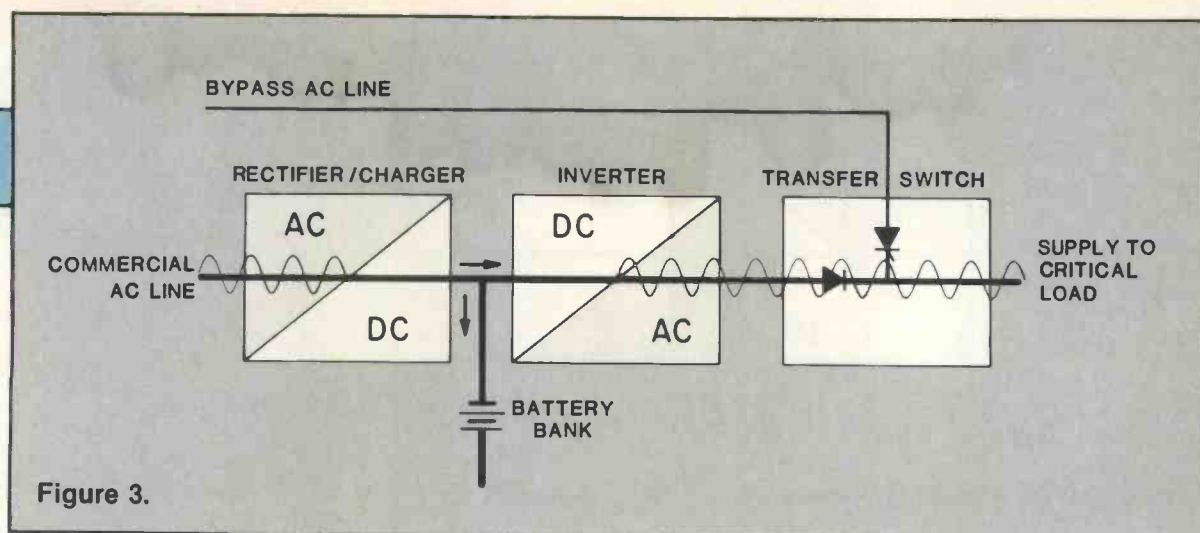 BYPASS AC LINE
RECTIFIER/CHARGER
INVERTER
TRANSFER SWITCH
AC
DC
COMMERCIAL
AC LINE
SUPPLY TO
CRITICAL
LOAD
DC
AC
BATTERY
BANK
Figure 3.